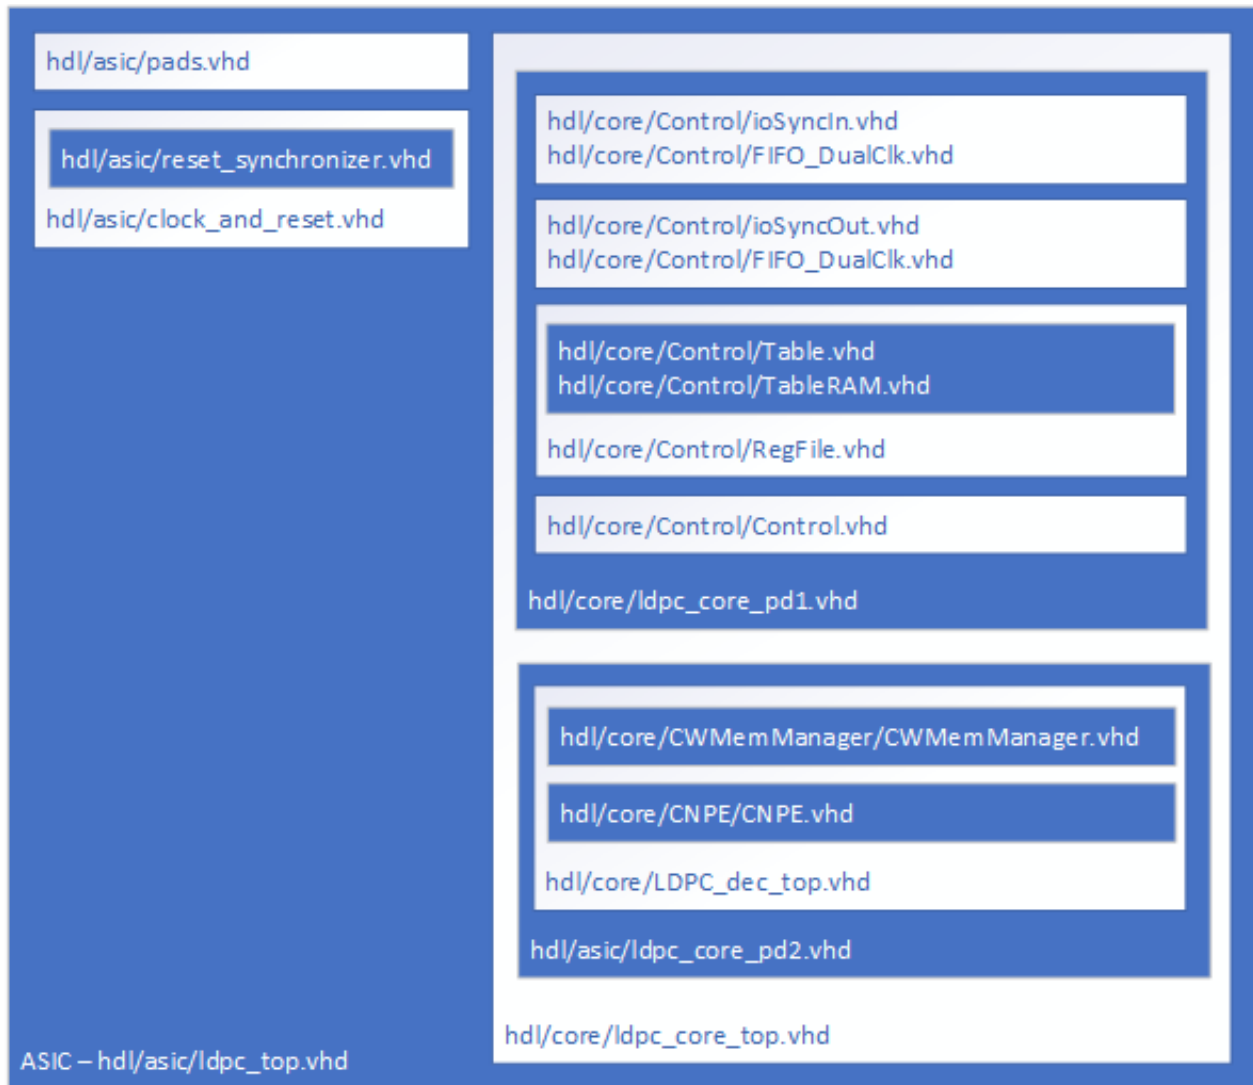 hdl/asic/pads.vhd
hdl/asic/reset_synchronizer.vhd
hdl/asic/clock_and_reset.vhd
hdl/core/Control/ioSyncIn.vhd
hdl/core/Control/FIFO_DualClk.vhd
hdl/core/Control/ioSyncOut.vhd
hdl/core/Control/FIFO_DualClk.vhd
hdl/core/Control/Table.vhd
hdl/core/Control/TableRAM.vhd
hdl/core/Control/RegFile.vhd
hdl/core/Control/Control.vhd
hdl/core/ldpc_core_pd1.vhd
hdl/core/CWMemManager/CWMemManager.vhd
hdl/core/CNPE/CNPE.vhd
hdl/core/LDPC_dec_top.vhd
hdl/asic/ldpc_core_pd2.vhd
hdl/core/ldpc_core_top.vhd
ASIC – hdl/asic/ldpc_top.vhd